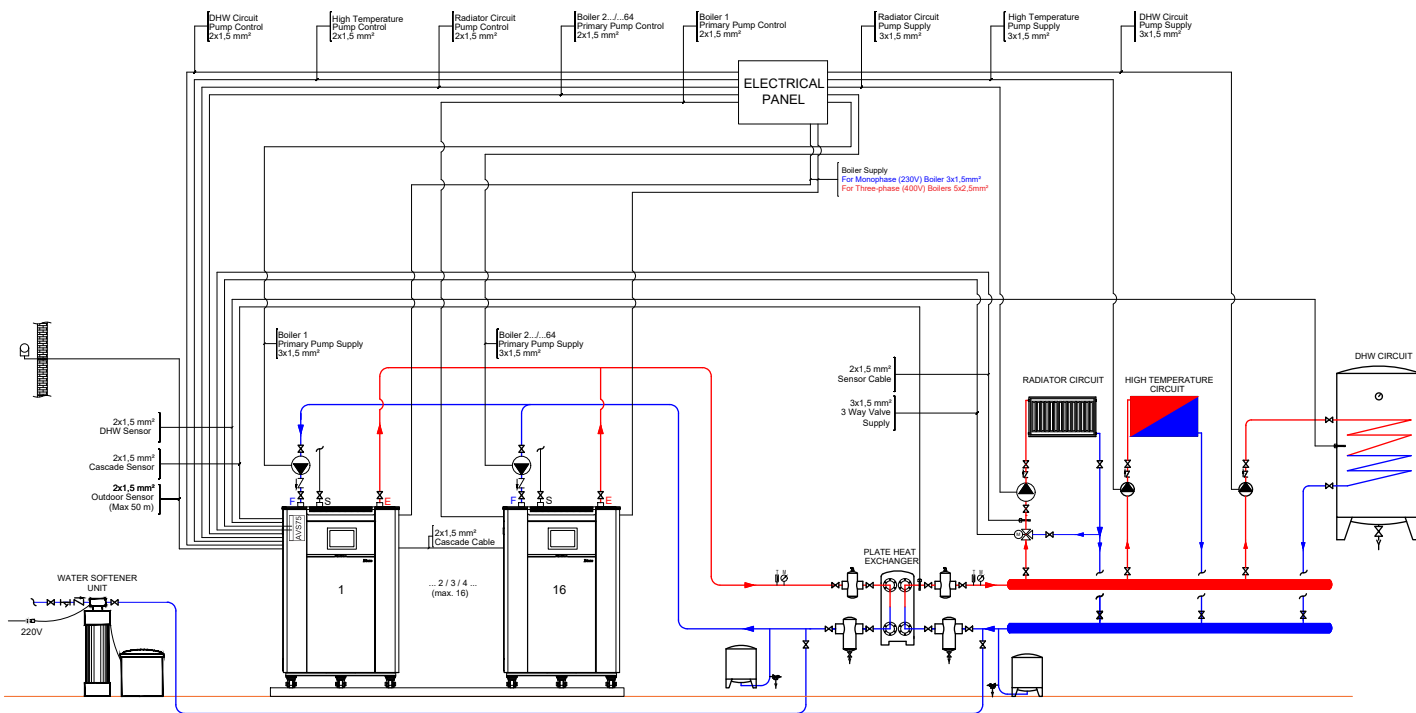 DHW Circuit
Pump Control
2x1,5 mm²
High Temperature
Pump Control
2x1,5 mm²
Radiator Circuit
Pump Control
2x1,5 mm²
Boiler 2.../...64
Primary Pump Control
2x1,5 mm²
Boiler 1
Primary Pump Control
2x1,5 mm²
Radiator Circuit
Pump Supply
3x1,5 mm²
High Temperature
Pump Supply
3x1,5 mm²
DHW Circuit
Pump Supply
3x1,5 mm²
ELECTRICAL
PANEL
Boiler Supply
For Monophase (230V) Boiler 3x1,5mm²
For Three-phase (400V) Boilers 5x2,5mm²
Boiler 1
Primary Pump Supply
3x1,5 mm²
Boiler 2.../...64
Primary Pump Supply
3x1,5 mm²
2x1,5 mm²
Sensor Cable
3x1,5 mm²
3 Way Valve
Supply
RADIATOR CIRCUIT
HIGH TEMPERATURE
CIRCUIT
DHW CIRCUIT
2x1,5 mm²
DHW Sensor
2x1,5 mm²
Cascade Sensor
2x1,5 mm²
Outdoor Sensor
(Max 50 m)
F
S
E
F
S
E
AVS75
2x1,5 mm²
Cascade Cable
1
... 2 / 3 / 4 ...
(max. 16)
16
PLATE HEAT
EXCHANGER
T
M
T
M
M
WATER SOFTENER
UNIT
220V